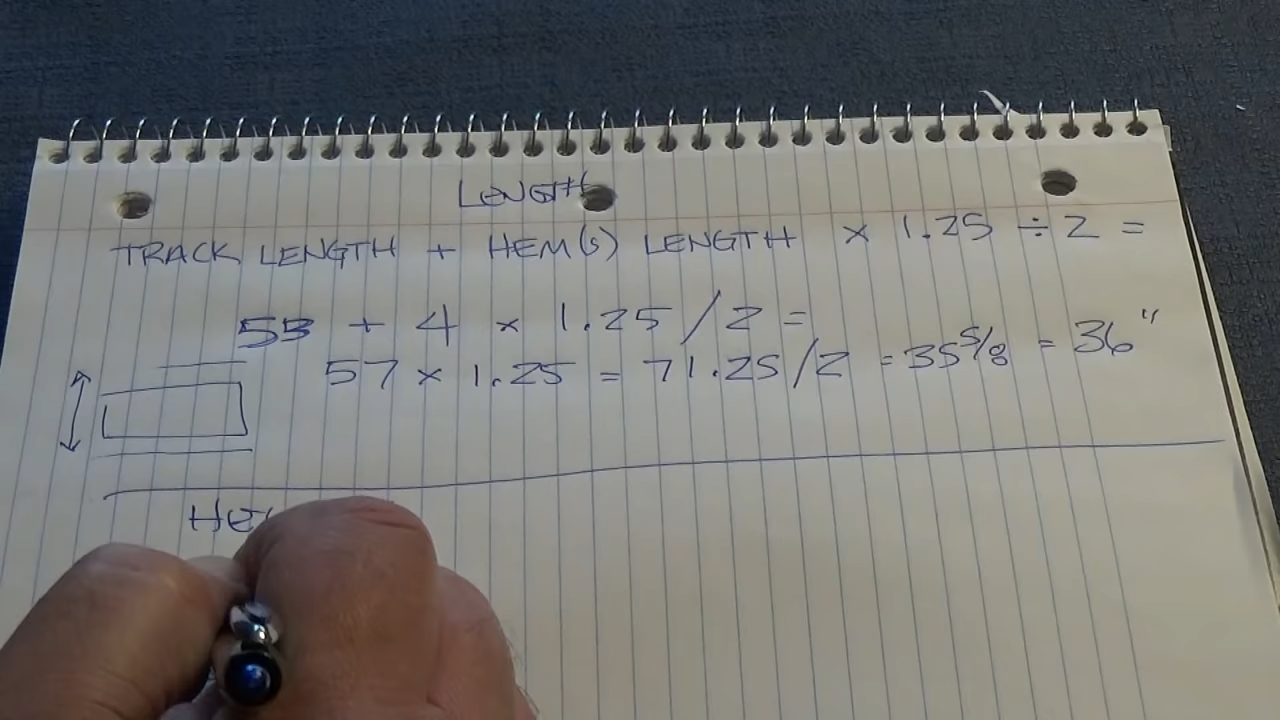 LENGTH
TRACK LENGTH + HEM(S) LENGTH × 1.25 ÷ 2 =
53 + 4 × 1.25 / 2 =
57 × 1.25 = 71.25 / 2 = 35 5/8 = 36"